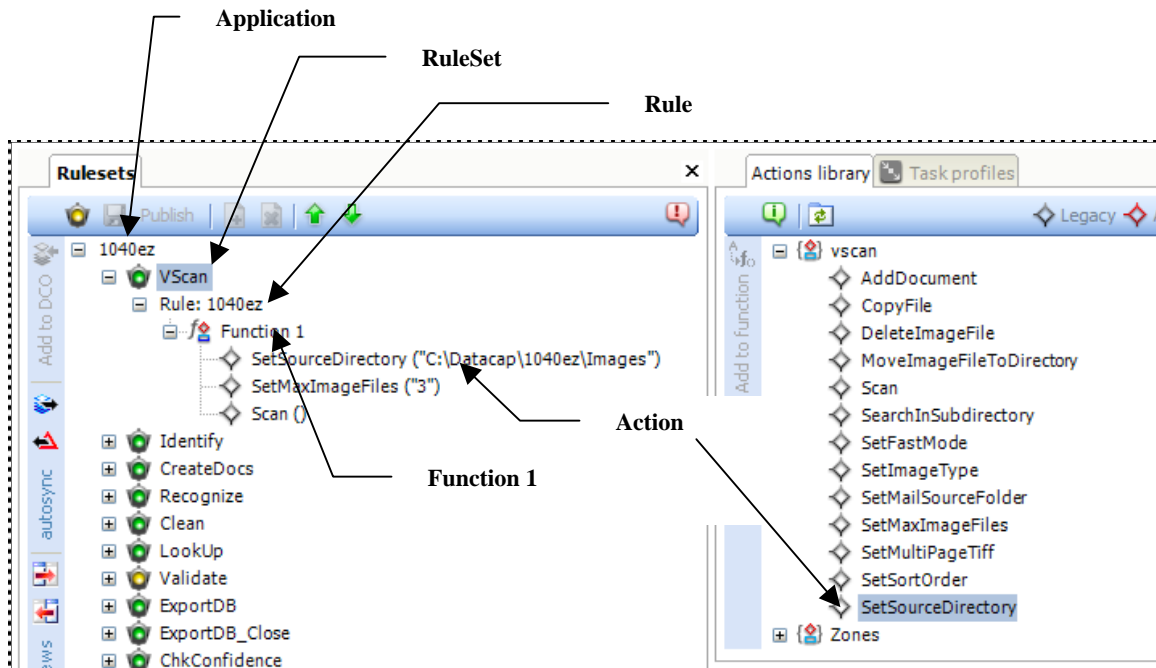 Application
RuleSet
Rule
Rulesets
Actions library Task profiles
Publish
Legacy
1040ez
VScan
Rule: 1040ez
Function 1
SetSourceDirectory ("C:\Datacap\1040ez\Images")
SetMaxImageFiles ("3")
Scan ()
Identify
CreateDocs
Recognize
Clean
LookUp
Validate
ExportDB
ExportDB_Close
ChkConfidence
Add to DCO
autosync
Action
Function 1
Add to function
vscan
AddDocument
CopyFile
DeleteImageFile
MoveImageFileToDirectory
Scan
SearchInSubdirectory
SetFastMode
SetImageType
SetMailSourceFolder
SetMaxImageFiles
SetMultiPageTiff
SetSortOrder
SetSourceDirectory
Zones